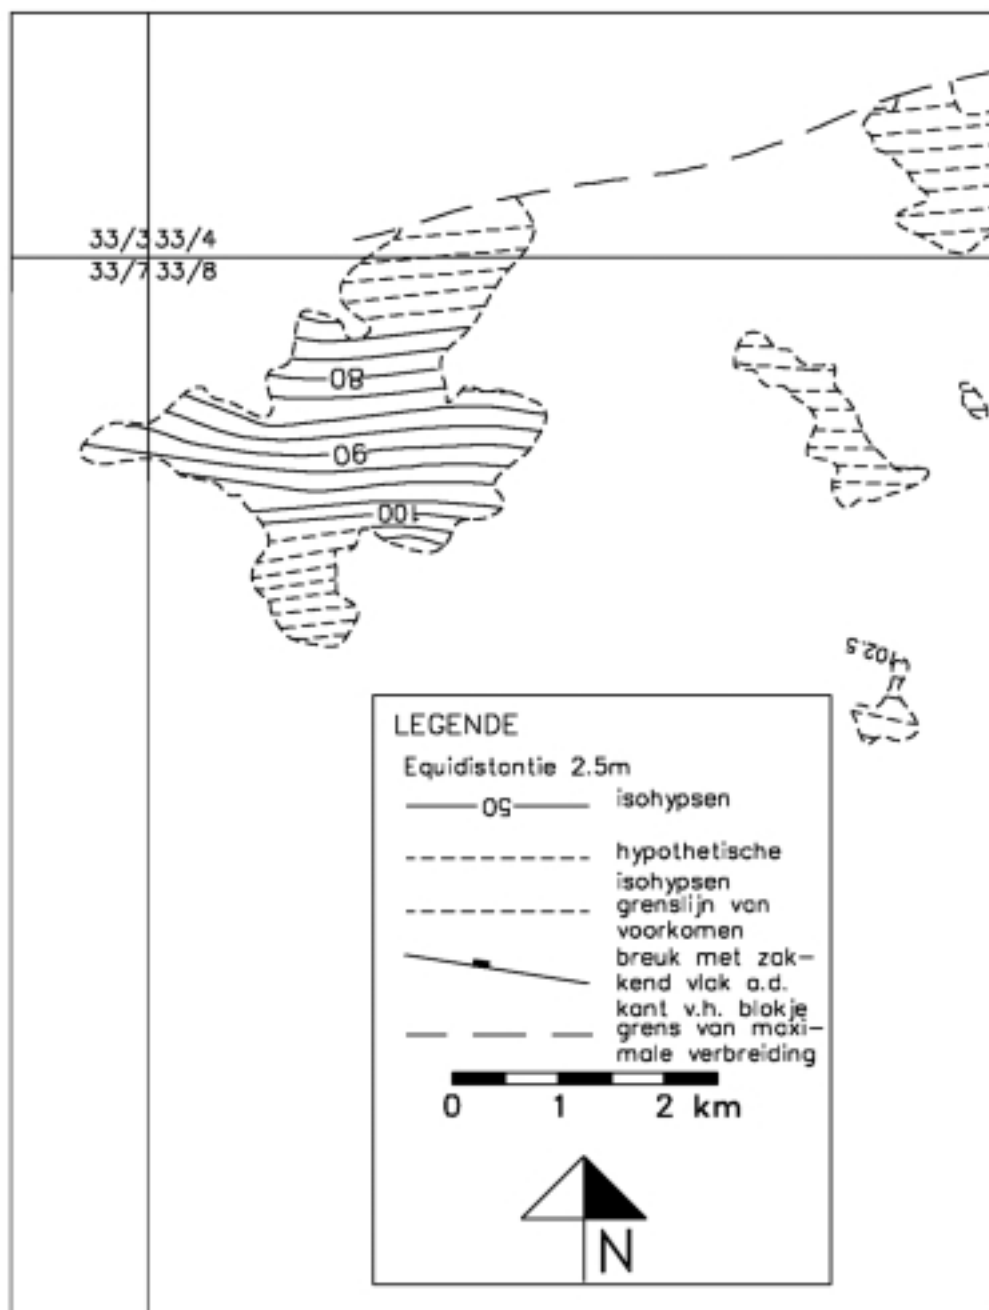 33/3 33/4
33/7 33/8
80
90
100
102.5
LEGENDE
Equidistantie 2.5m
50 isohypsen
hypothetische
isohypsen
grenslijn van
voorkomen
breuk met zak-
kend vlak a.d.
kant v.h. blokje
grens van maxi-
male verbreiding
0 1 2 km
N